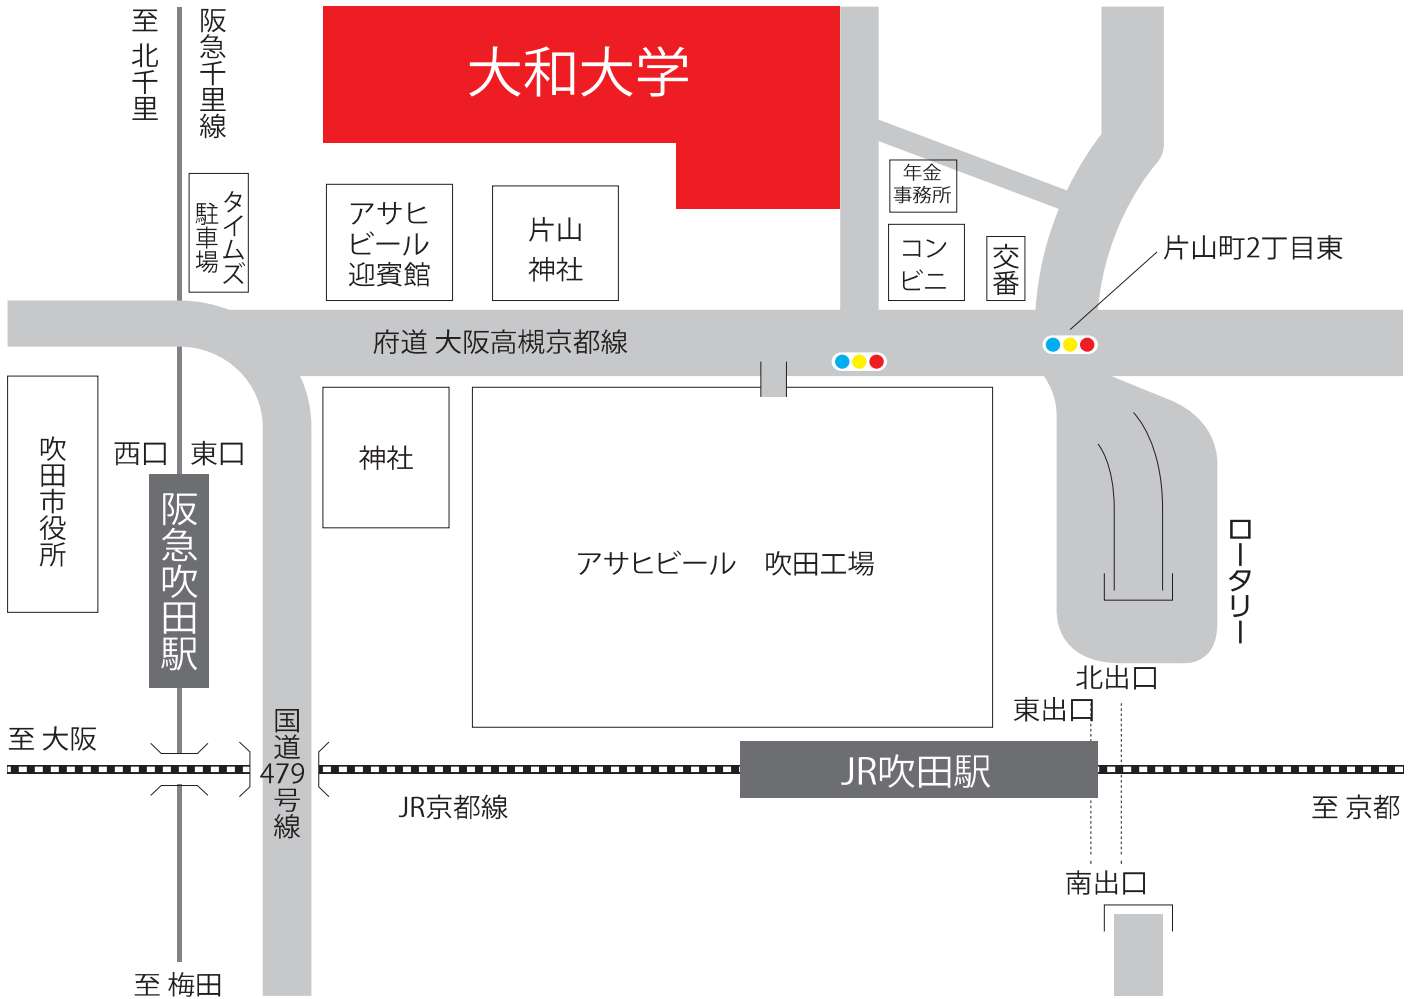 至 北千里
阪急千里線
大和大学
タイムズ
駐車場
アサヒ
ビール
迎賓館
片山
神社
年金
事務所
コン
ビニ
交番
片山町2丁目東
府道 大阪高槻京都線
吹田市役所
西口
東口
阪急吹田駅
神社
アサヒビール　吹田工場
ロータリー
北出口
東出口
至 大阪
国道
479
号線
JR京都線
JR吹田駅
至 京都
南出口
至 梅田